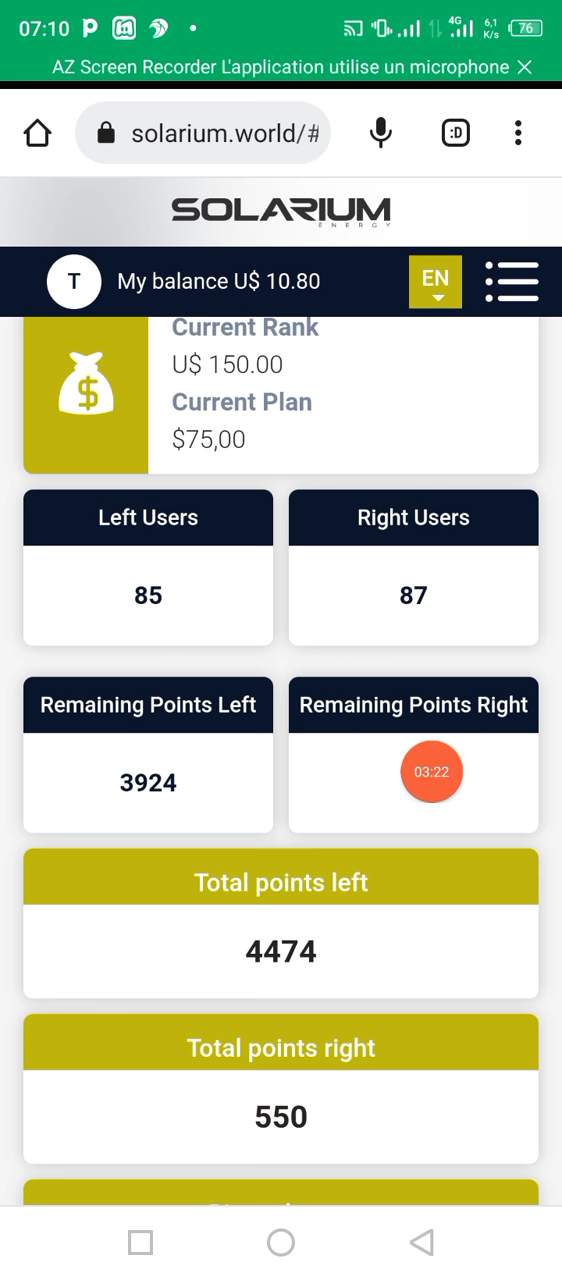 07:10
4G 6,1 K/s 76
AZ Screen Recorder L'application utilise un microphone
solarium.world/#
:D
SOLARIUM
ENERGY
T My balance U$ 10.80 EN
Current Rank
U$ 150.00
Current Plan
$75,00
Left Users Right Users
85 87
Remaining Points Left Remaining Points Right
3924 03:22
Total points left
4474
Total points right
550